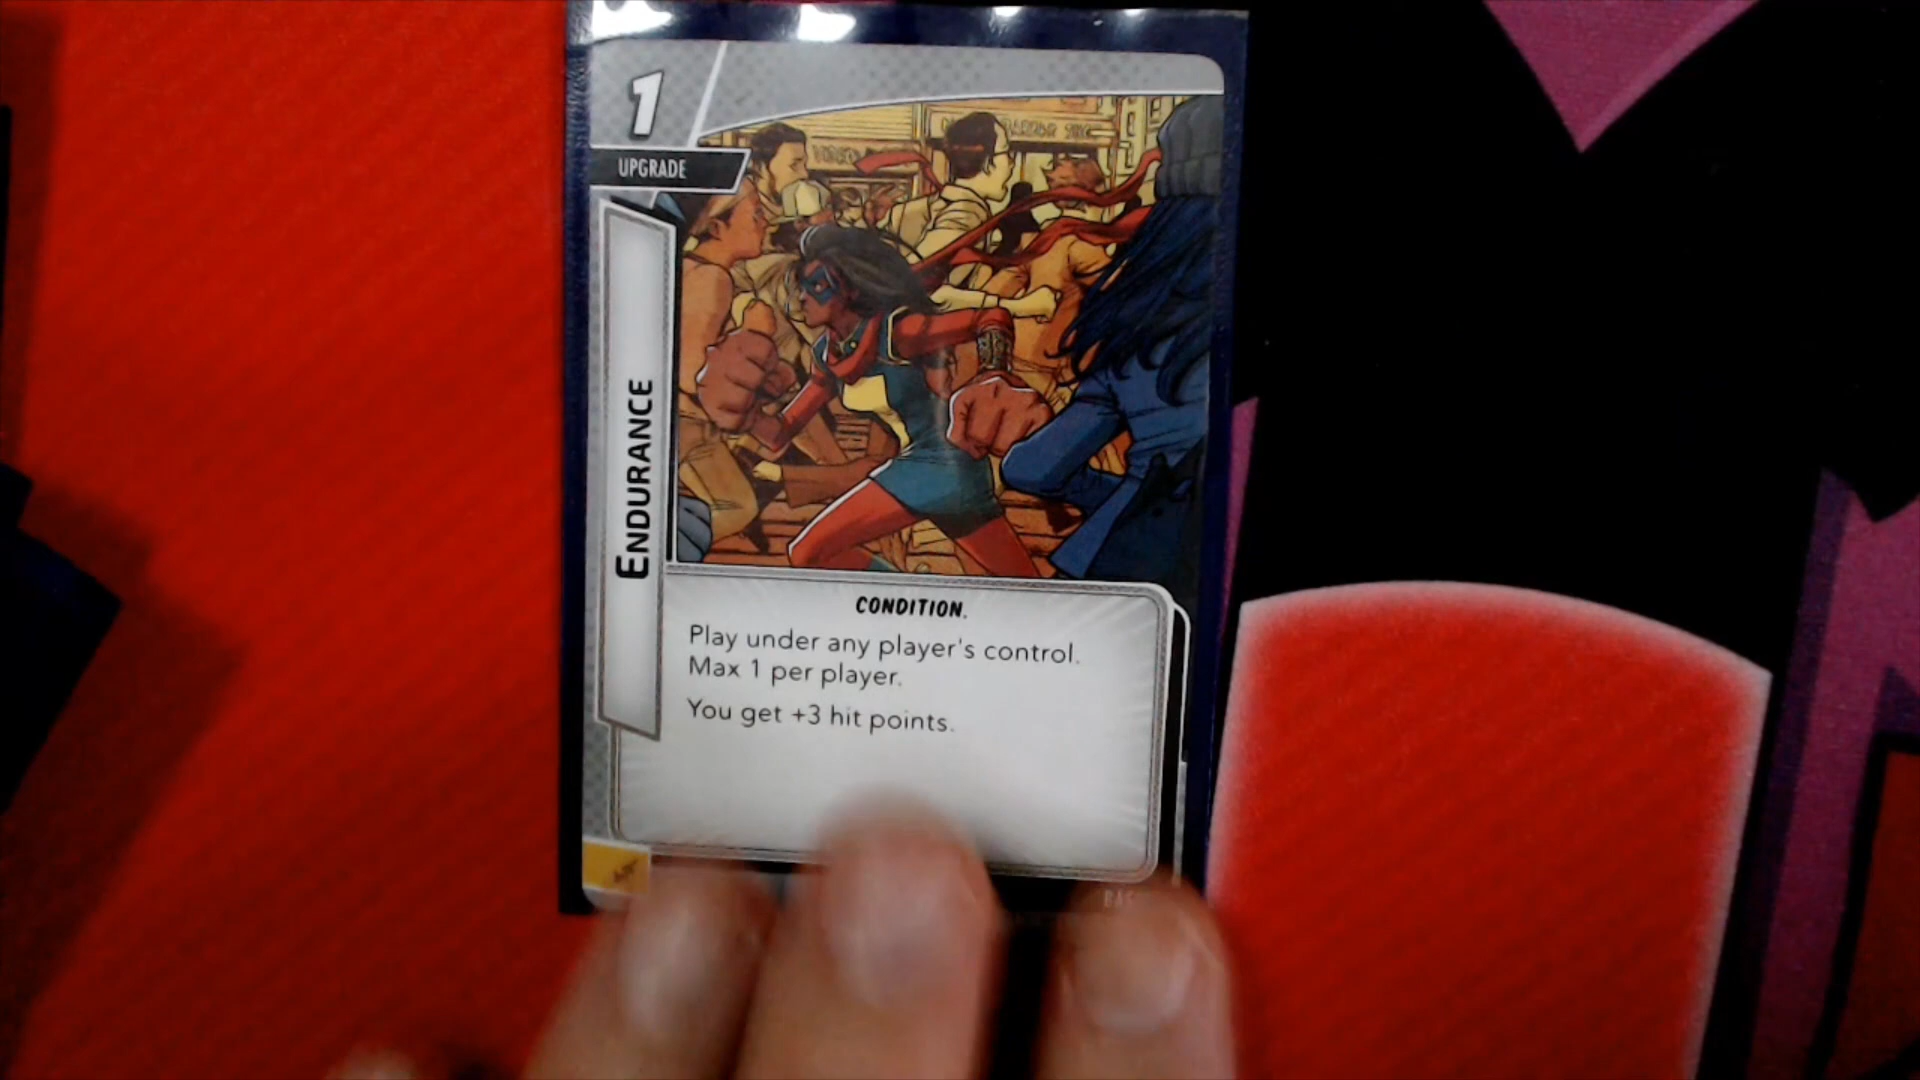 1
UPGRADE
ENDURANCE
CONDITION.
Play under any player's control.
Max 1 per player.
You get +3 hit points.